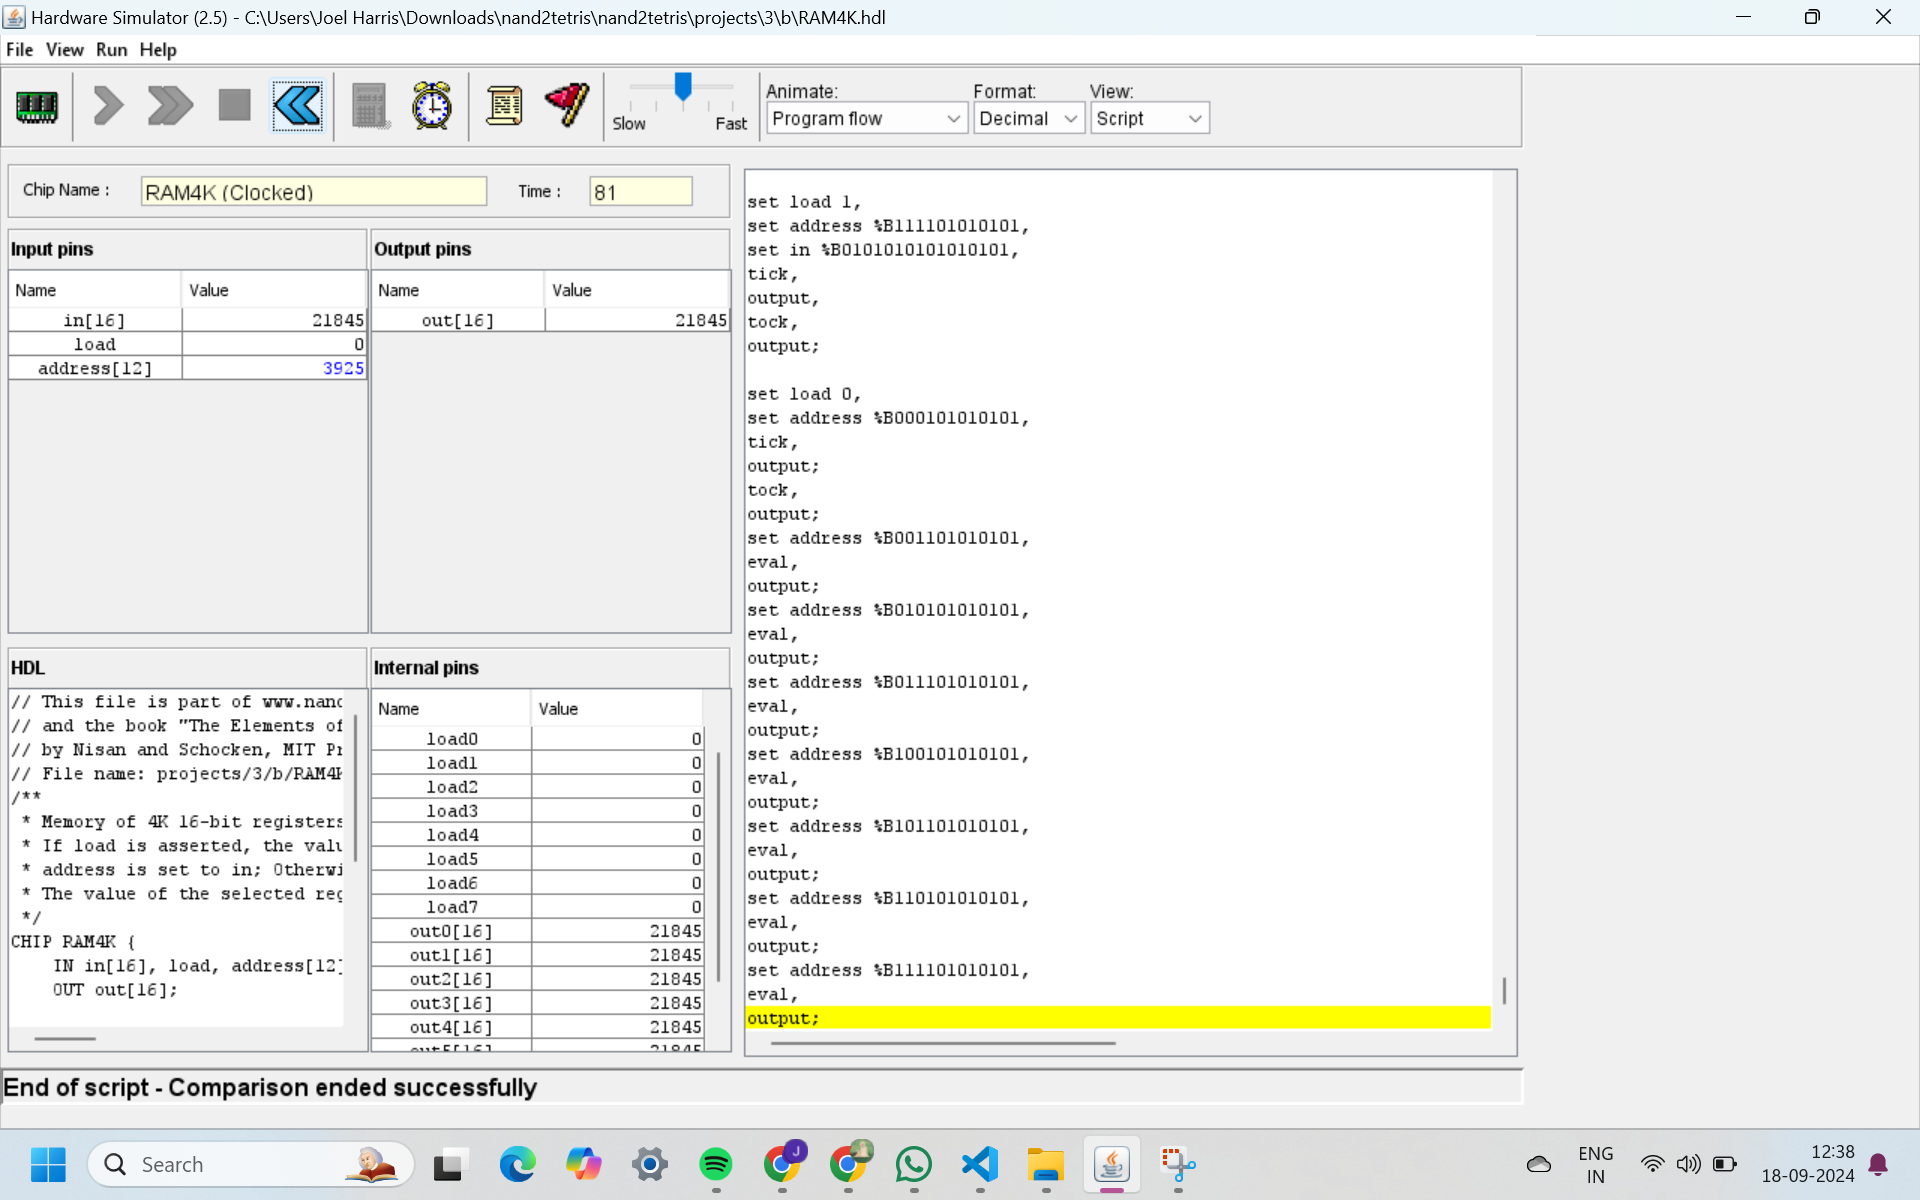 Hardware Simulator (2.5) - C:\Users\Joel Harris\Downloads\nand2tetris\nand2tetris\projects\3\b\RAM4K.hdl
File View Run Help
Slow Fast
Animate:
Program flow
Format:
Decimal
View:
Script
Chip Name : RAM4K (Clocked) Time : 81
Input pins
Name Value
in[16] 21845
load 0
address[12] 3925
Output pins
Name Value
out[16] 21845
HDL
// This file is part of www.nand
// and the book "The Elements of
// by Nisan and Schocken, MIT Pr
// File name: projects/3/b/RAM4K
/**
* Memory of 4K 16-bit registers
* If load is asserted, the valu
* address is set to in; Otherwi
* The value of the selected reg
*/
CHIP RAM4K {
IN in[16], load, address[12]
OUT out[16];
Internal pins
Name Value
load0 0
load1 0
load2 0
load3 0
load4 0
load5 0
load6 0
load7 0
out0[16] 21845
out1[16] 21845
out2[16] 21845
out3[16] 21845
out4[16] 21845
out5[16] 21845
set load 1,
set address %B111101010101,
set in %B0101010101010101,
tick,
output,
tock,
output;
set load 0,
set address %B000101010101,
tick,
output;
tock,
output;
set address %B001101010101,
eval,
output;
set address %B010101010101,
eval,
output;
set address %B011101010101,
eval,
output;
set address %B100101010101,
eval,
output;
set address %B101101010101,
eval,
output;
set address %B110101010101,
eval,
output;
set address %B111101010101,
eval,
output;
End of script - Comparison ended successfully
Search
J
ENG
IN
12:38
18-09-2024